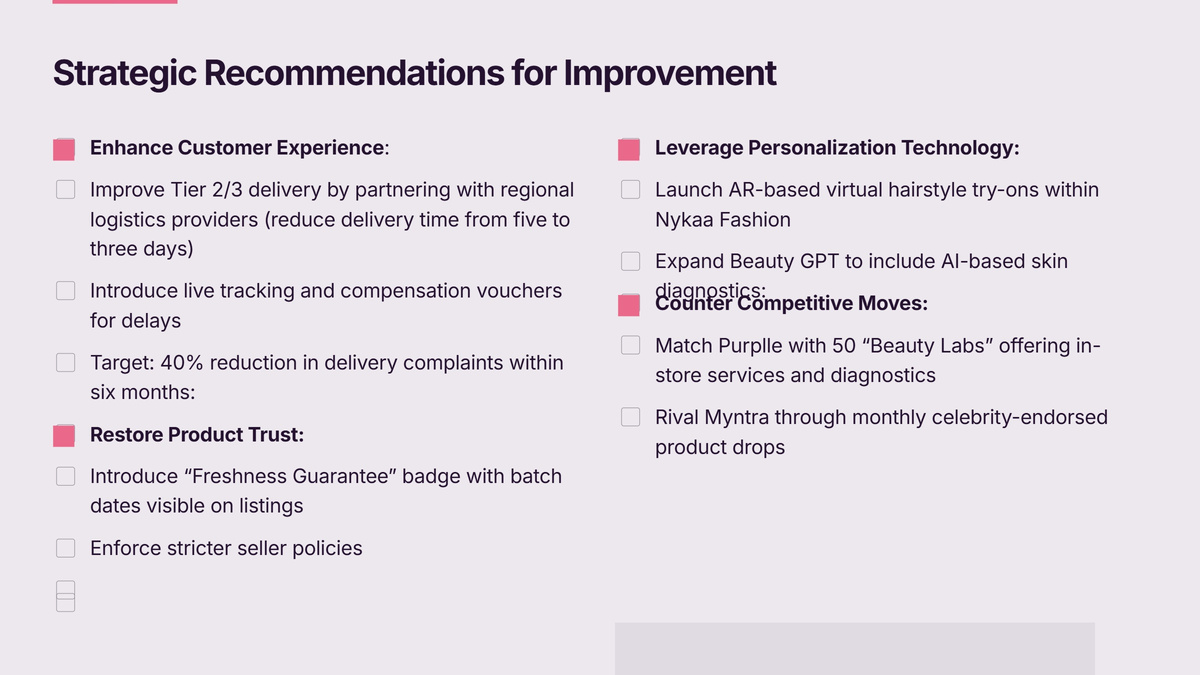 Strategic Recommendations for Improvement
Enhance Customer Experience:
Improve Tier 2/3 delivery by partnering with regional
logistics providers (reduce delivery time from five to
three days)
Introduce live tracking and compensation vouchers
for delays
Target: 40% reduction in delivery complaints within
six months:
Restore Product Trust:
Introduce “Freshness Guarantee” badge with batch
dates visible on listings
Enforce stricter seller policies
Leverage Personalization Technology:
Launch AR-based virtual hairstyle try-ons within
Nykaa Fashion
Expand Beauty GPT to include AI-based skin
diagnostics:
Counter Competitive Moves:
Match Purplle with 50 “Beauty Labs” offering in-
store services and diagnostics
Rival Myntra through monthly celebrity-endorsed
product drops